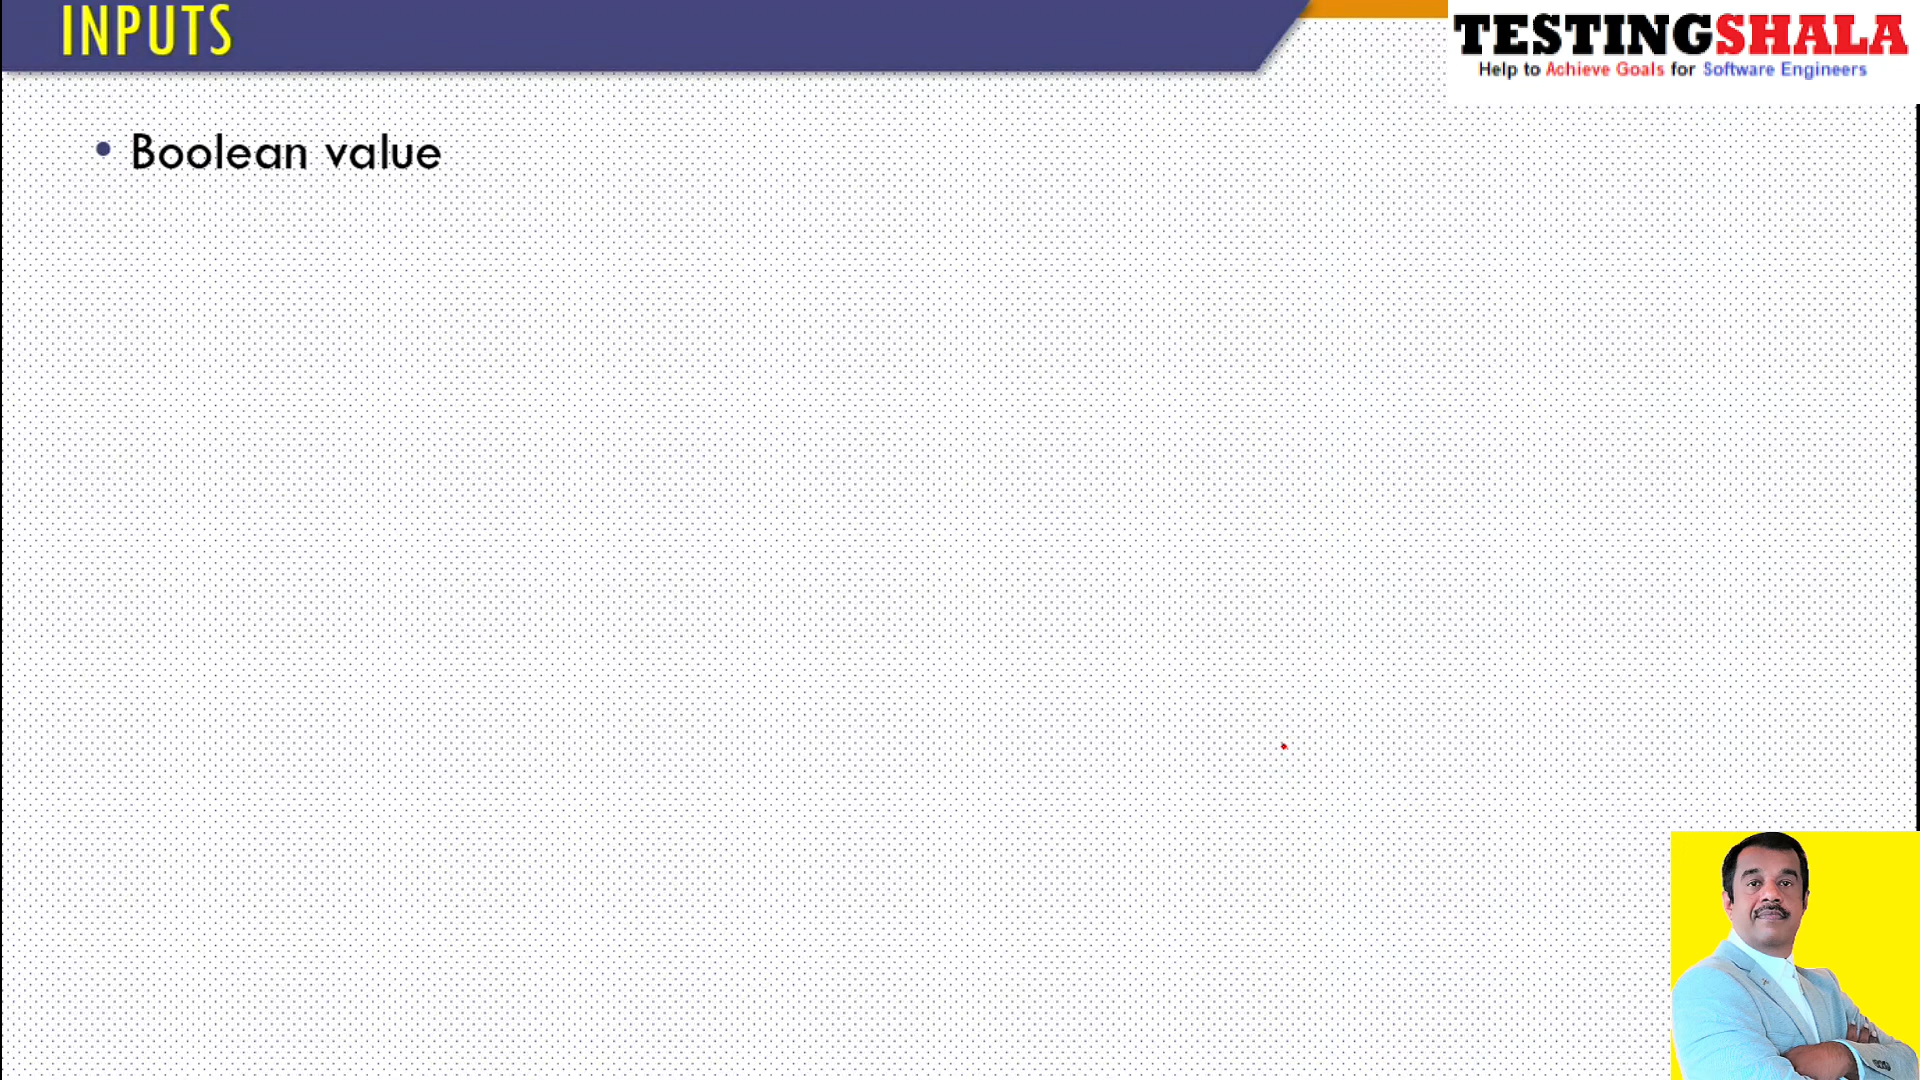 INPUTS
TESTINGSHALA
Help to Achieve Goals for Software Engineers
• Boolean value